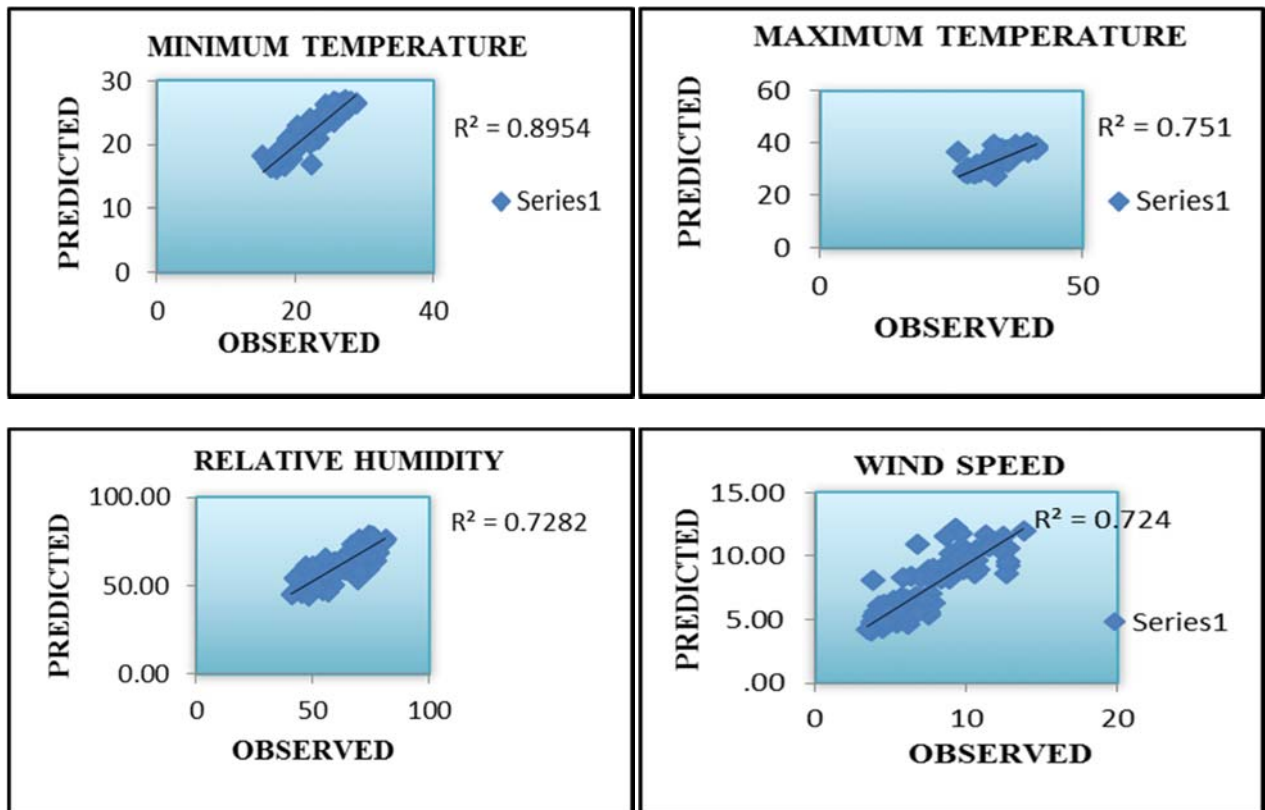 MINIMUM TEMPERATURE
PREDICTED
30
20
10
0
0 20 40
OBSERVED
R² = 0.8954
Series1
MAXIMUM TEMPERATURE
PREDICTED
60
40
20
0
0 50
OBSERVED
R² = 0.751
Series1
RELATIVE HUMIDITY
PREDICTED
100.00
50.00
0.00
0 50 100
OBSERVED
R² = 0.7282
WIND SPEED
PREDICTED
15.00
10.00
5.00
.00
0 10 20
OBSERVED
R² = 0.724
Series1